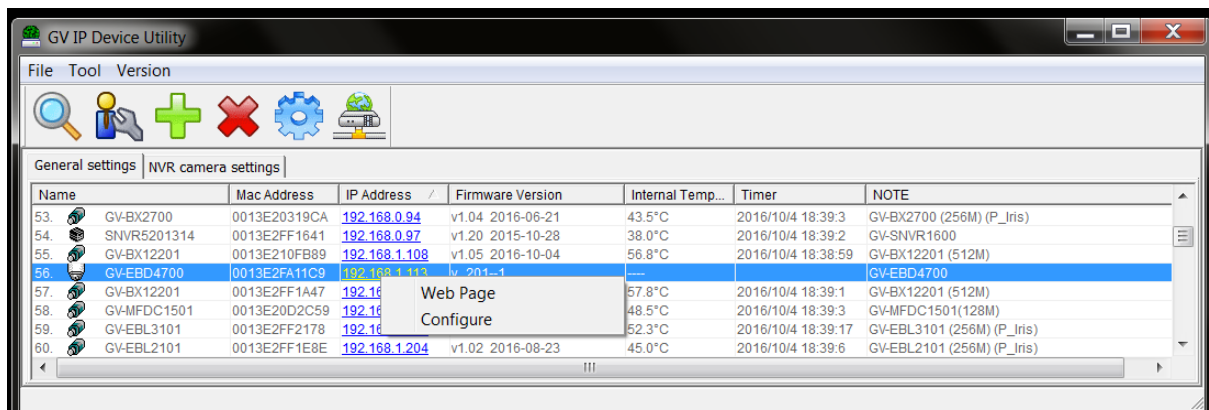 GV IP Device Utility
File Tool Version
General settings NVR camera settings
Name Mac Address IP Address Firmware Version Internal Temp... Timer NOTE
53. GV-BX2700 0013E20319CA 192.168.0.94 v1.04 2016-06-21 43.5°C 2016/10/4 18:39:3 GV-BX2700 (256M) (P_Iris)
54. SNVR5201314 0013E2FF1641 192.168.0.97 v1.20 2015-10-28 38.0°C 2016/10/4 18:39:2 GV-SNVR1600
55. GV-BX12201 0013E210FB89 192.168.1.108 v1.05 2016-10-04 56.8°C 2016/10/4 18:38:59 GV-BX12201 (512M)
56. GV-EBD4700 0013E2FA11C9 192.168.1.113 v_201--1 ---- GV-EBD4700
57. GV-BX12201 0013E2FF1A47 192.16 Web Page 57.8°C 2016/10/4 18:39:1 GV-BX12201 (512M)
58. GV-MFDC1501 0013E20D2C59 192.16 Configure 48.5°C 2016/10/4 18:39:3 GV-MFDC1501(128M)
59. GV-EBL3101 0013E2FF2178 192.16 52.3°C 2016/10/4 18:39:17 GV-EBL3101 (256M) (P_Iris)
60. GV-EBL2101 0013E2FF1E8E 192.168.1.204 v1.02 2016-08-23 45.0°C 2016/10/4 18:39:6 GV-EBL2101 (256M) (P_Iris)